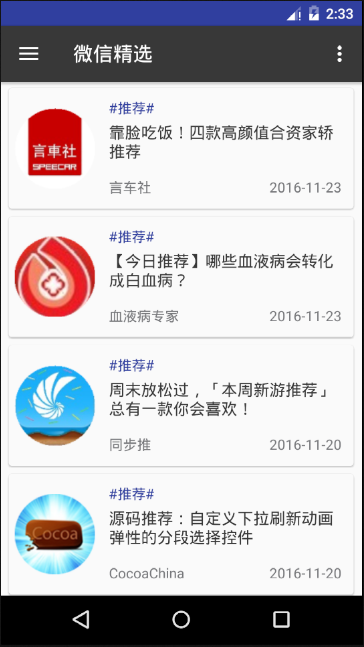 2:33
微信精选
#推荐#
靠脸吃饭！四款高颜值合资家轿
推荐
言车社
2016-11-23
言車社
SPEECAR
#推荐#
【今日推荐】哪些血液病会转化
成白血病？
血液病专家
2016-11-23
#推荐#
周末放松过，「本周新游推荐」
总有一款你会喜欢！
同步推
2016-11-20
#推荐#
源码推荐：自定义下拉刷新动画
弹性的分段选择控件
CocoaChina
2016-11-20
Cocoa